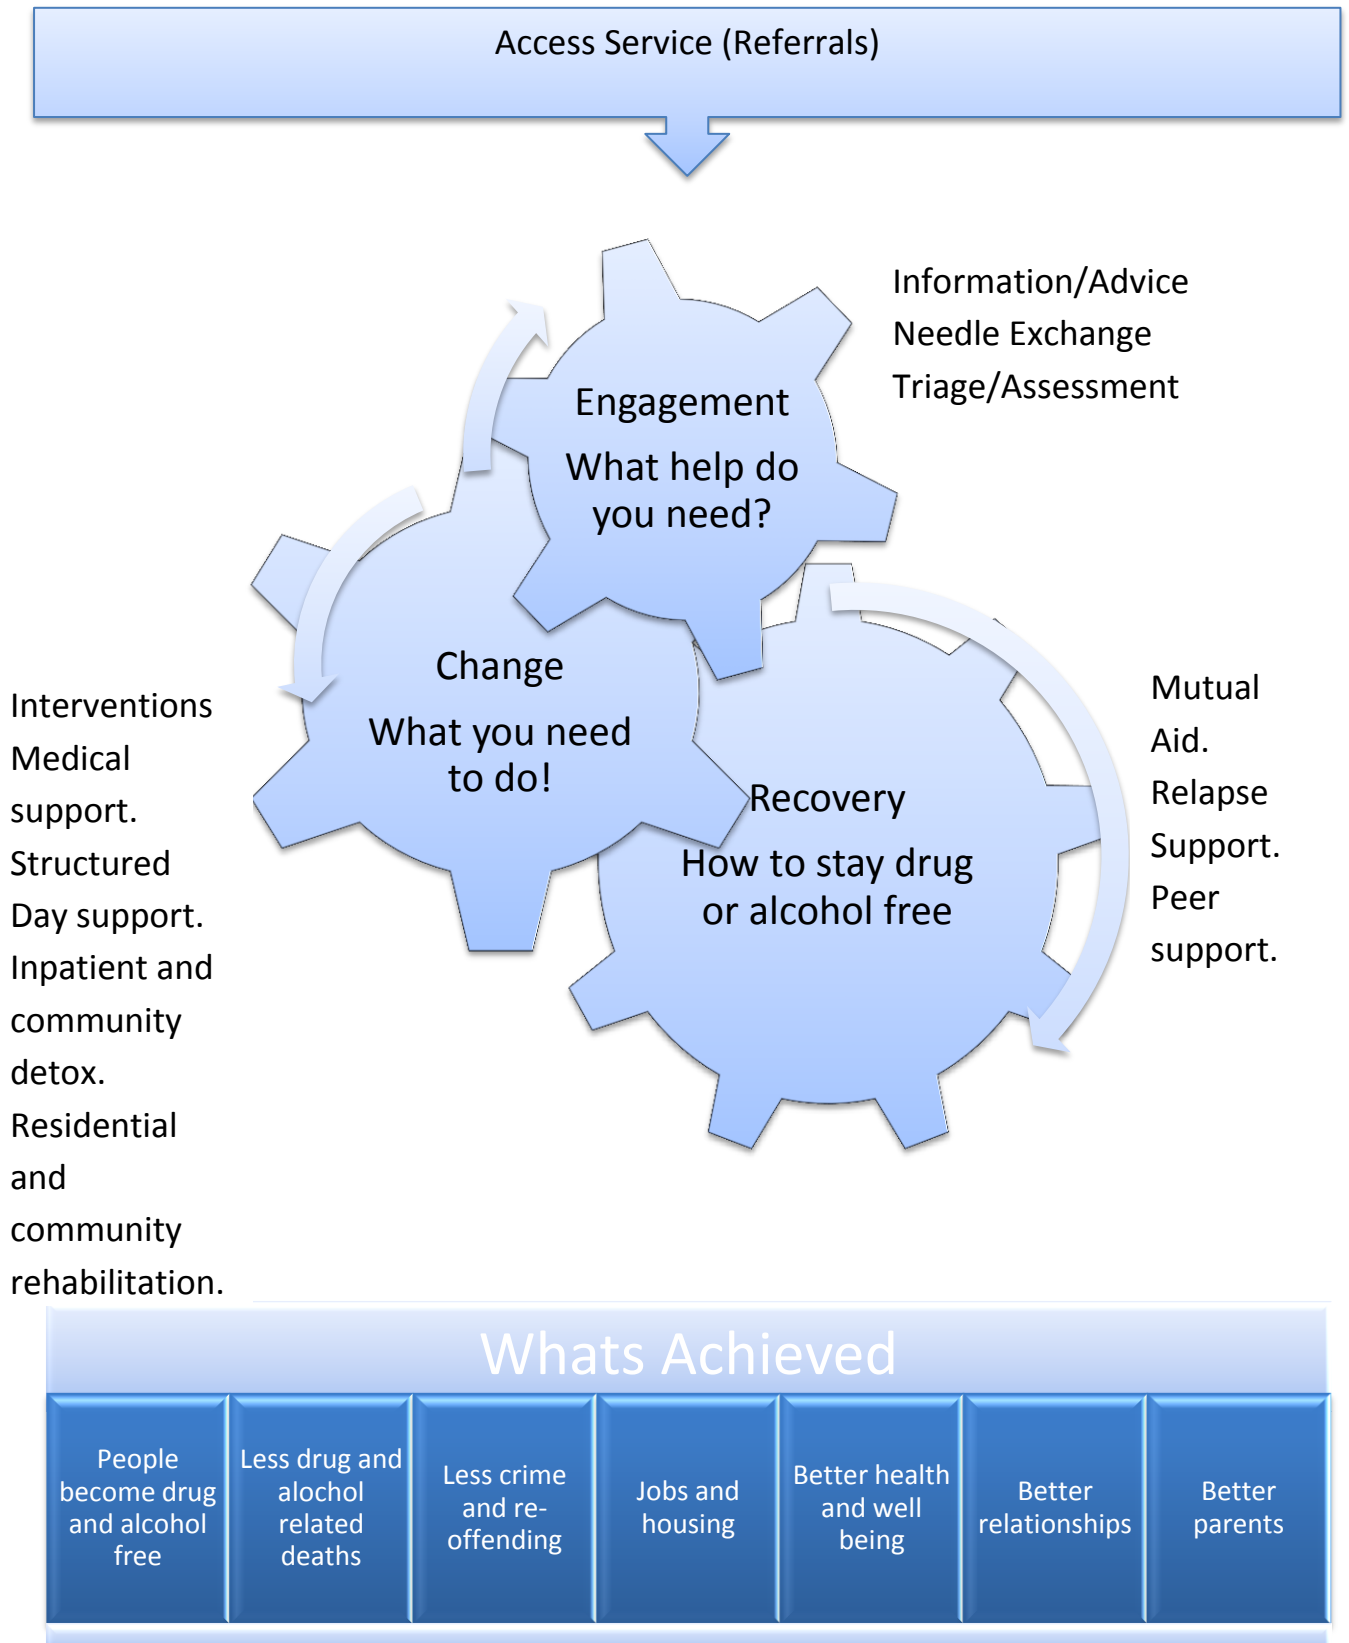 Access Service (Referrals)
Information/Advice
Needle Exchange
Triage/Assessment
Engagement
What help do
you need?
Change
What you need
to do!
Recovery
How to stay drug
or alcohol free
Interventions
Medical
support.
Structured
Day support.
Inpatient and
community
detox.
Residential
and
community
rehabilitation.
Mutual
Aid.
Relapse
Support.
Peer
support.
Whats Achieved
People
become drug
and alcohol
free
Less drug and
alochol
related
deaths
Less crime
and re-
offending
Jobs and
housing
Better health
and well
being
Better
relationships
Better
parents